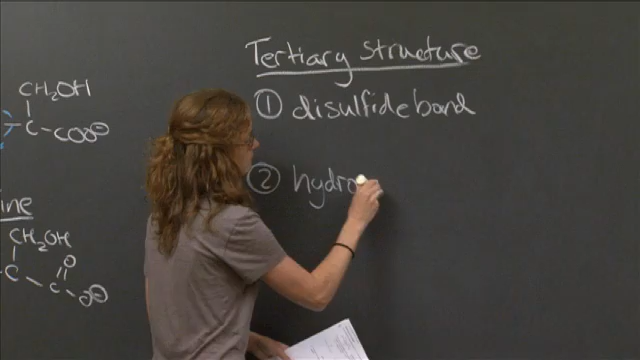 Tertiary structure
① disulfide bond
② hydro
CH₂OH
C-COO⊖
ine
CH₂OH
O
C-C-O⊖